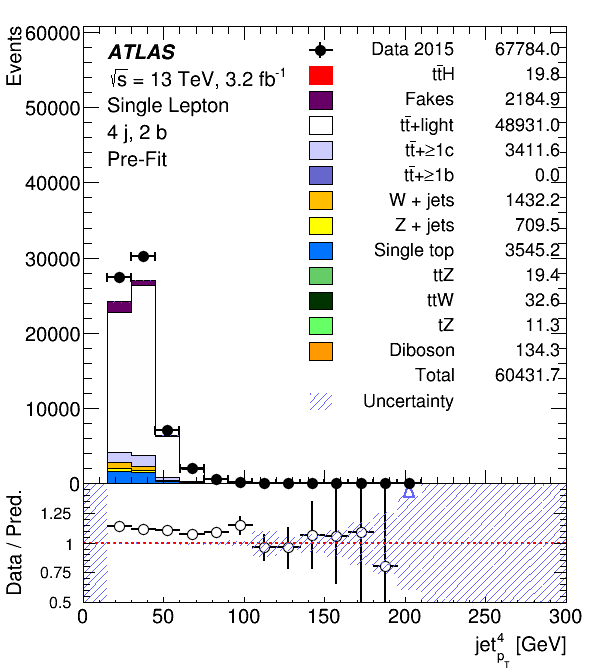 Events
60000
50000
40000
30000
20000
10000
0
ATLAS
√s = 13 TeV, 3.2 fb⁻¹
Single Lepton
4 j, 2 b
Pre-Fit
Data 2015 67784.0
tt̄H 19.8
Fakes 2184.9
tt̄+light 48931.0
tt̄+≥1c 3411.6
tt̄+≥1b 0.0
W + jets 1432.2
Z + jets 709.5
Single top 3545.2
ttZ 19.4
ttW 32.6
tZ 11.3
Diboson 134.3
Total 60431.7
Uncertainty
Data / Pred.
1.25
1
0.75
0.5
0 50 100 150 200 250 300
jet⁴ p_T [GeV]